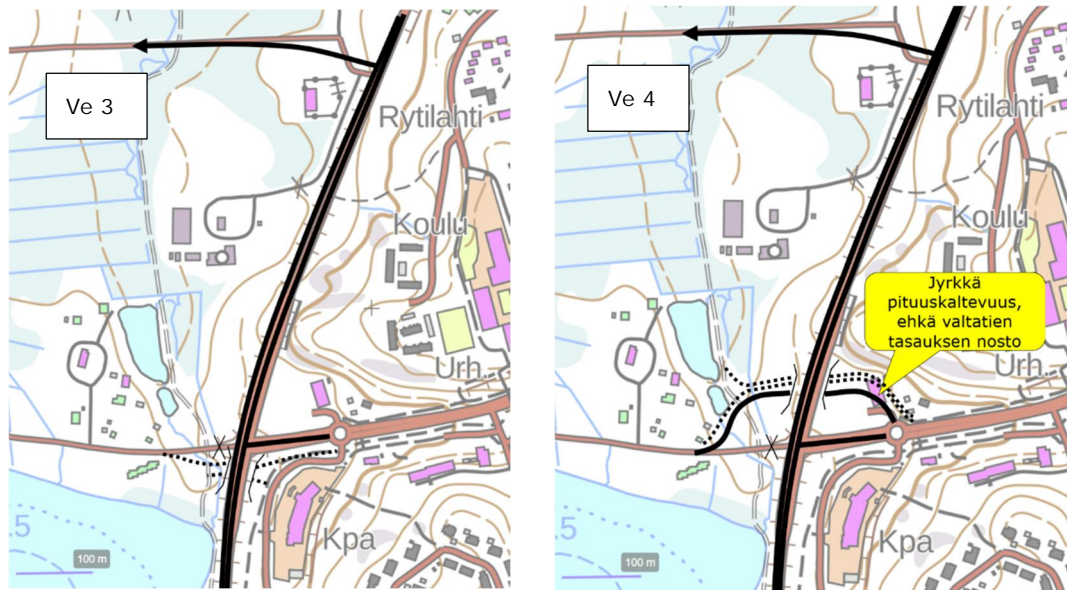 Ve 3
Rytilahti
Koulu
Urh.
Kpa
.5
100 m
Ve 4
Rytilahti
Koulu
Jyrkkä
pituuskaltevuus,
ehkä valtatien
tasauksen nosto
Urh.
Kpa
.5
100 m